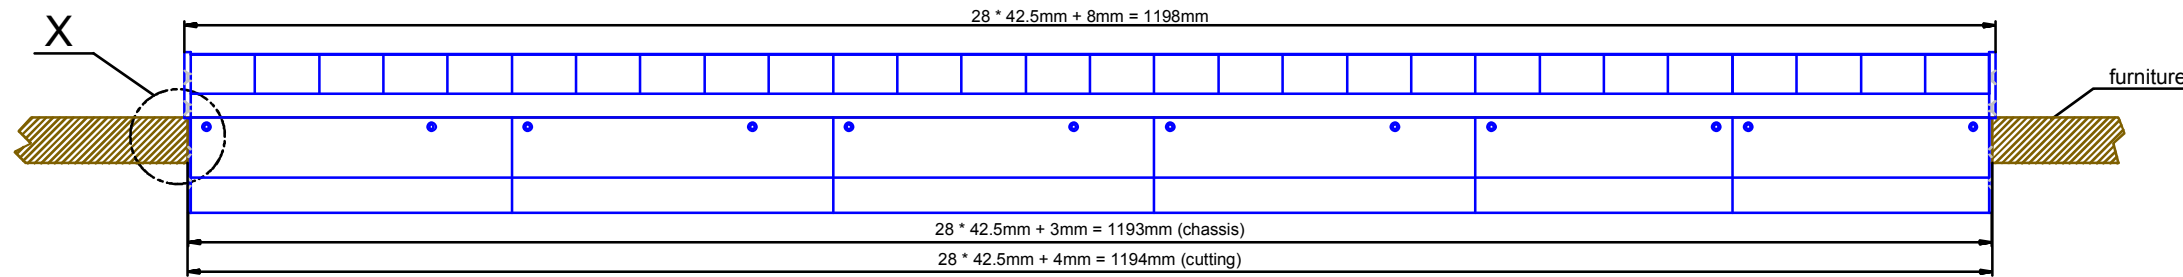 28 * 42.5mm + 8mm = 1198mm
X
furniture
28 * 42.5mm + 3mm = 1193mm (chassis)
28 * 42.5mm + 4mm = 1194mm (cutting)